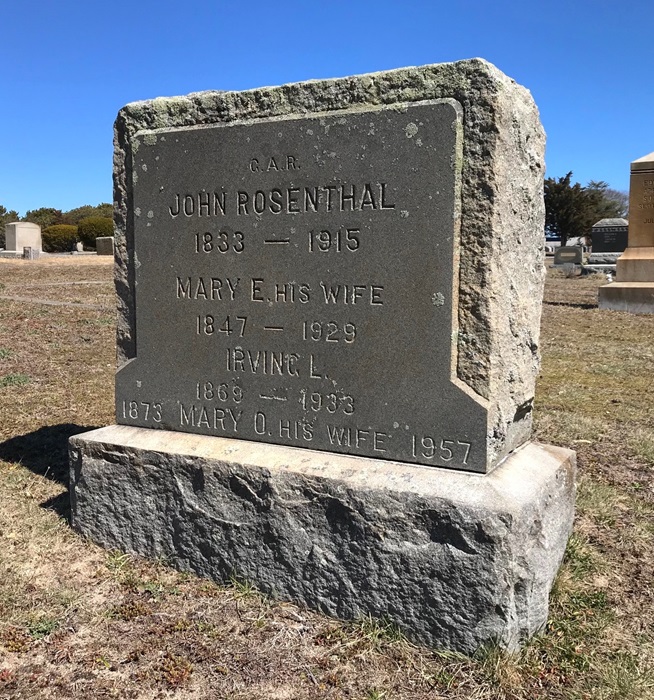 G.A.R.
JOHN ROSENTHAL
1833 — 1915
MARY E. HIS WIFE
1847 — 1929
IRVING L.
1869 — 1933
1873 MARY O. HIS WIFE 1957